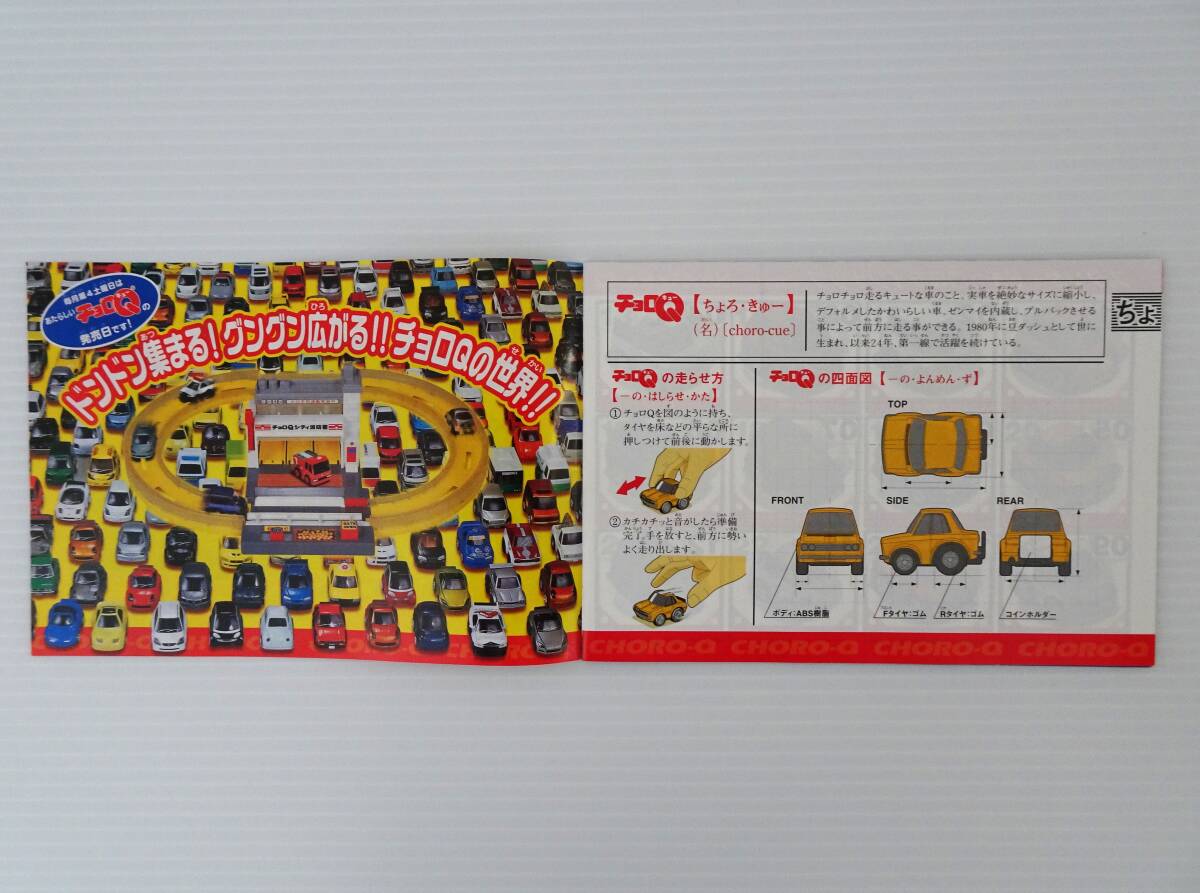 毎月第4土曜日は
あたらしいチョロQの
発売日です!
ドンドン集まる!グングン広がる!!チョロQの世界!!
チョロQシティ消防署
CHORO-Q CHORO-Q CHORO-Q CHORO-Q
チョロQ【ちょろ・きゅー】
(名)〔choro-cue〕
チョロチョロ走るキュートな車のこと。実車を絶妙なサイズに縮小し、
デフォルメしたかわいらしい車。ゼンマイを内蔵し、プルバックさせる
事によって前方に走る事ができる。1980年に豆ダッシュとして世に
生まれ、以来24年、第一線で活躍を続けている。
ちょ
チョロQの走らせ方
【―の・はしらせ・かた】
①チョロQを図のように持ち、
タイヤを床などの平らな所に
押しつけて前後に動かします。
②カチカチッと音がしたら準備
完了。手を放すと、前方に勢い
よく走り出します。
チョロQの四面図【―の・よんめん・ず】
TOP
FRONT
SIDE
REAR
ボディ:ABS樹脂
Fタイヤ:ゴム
Rタイヤ:ゴム
コインホルダー
CHORO-Q CHORO-Q CHORO-Q CHORO-Q